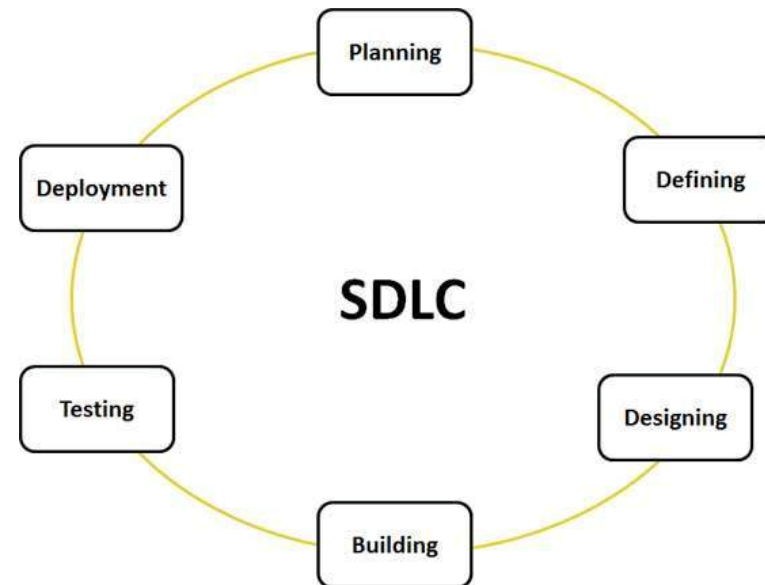 Planning
Defining
Designing
Building
Testing
Deployment
SDLC